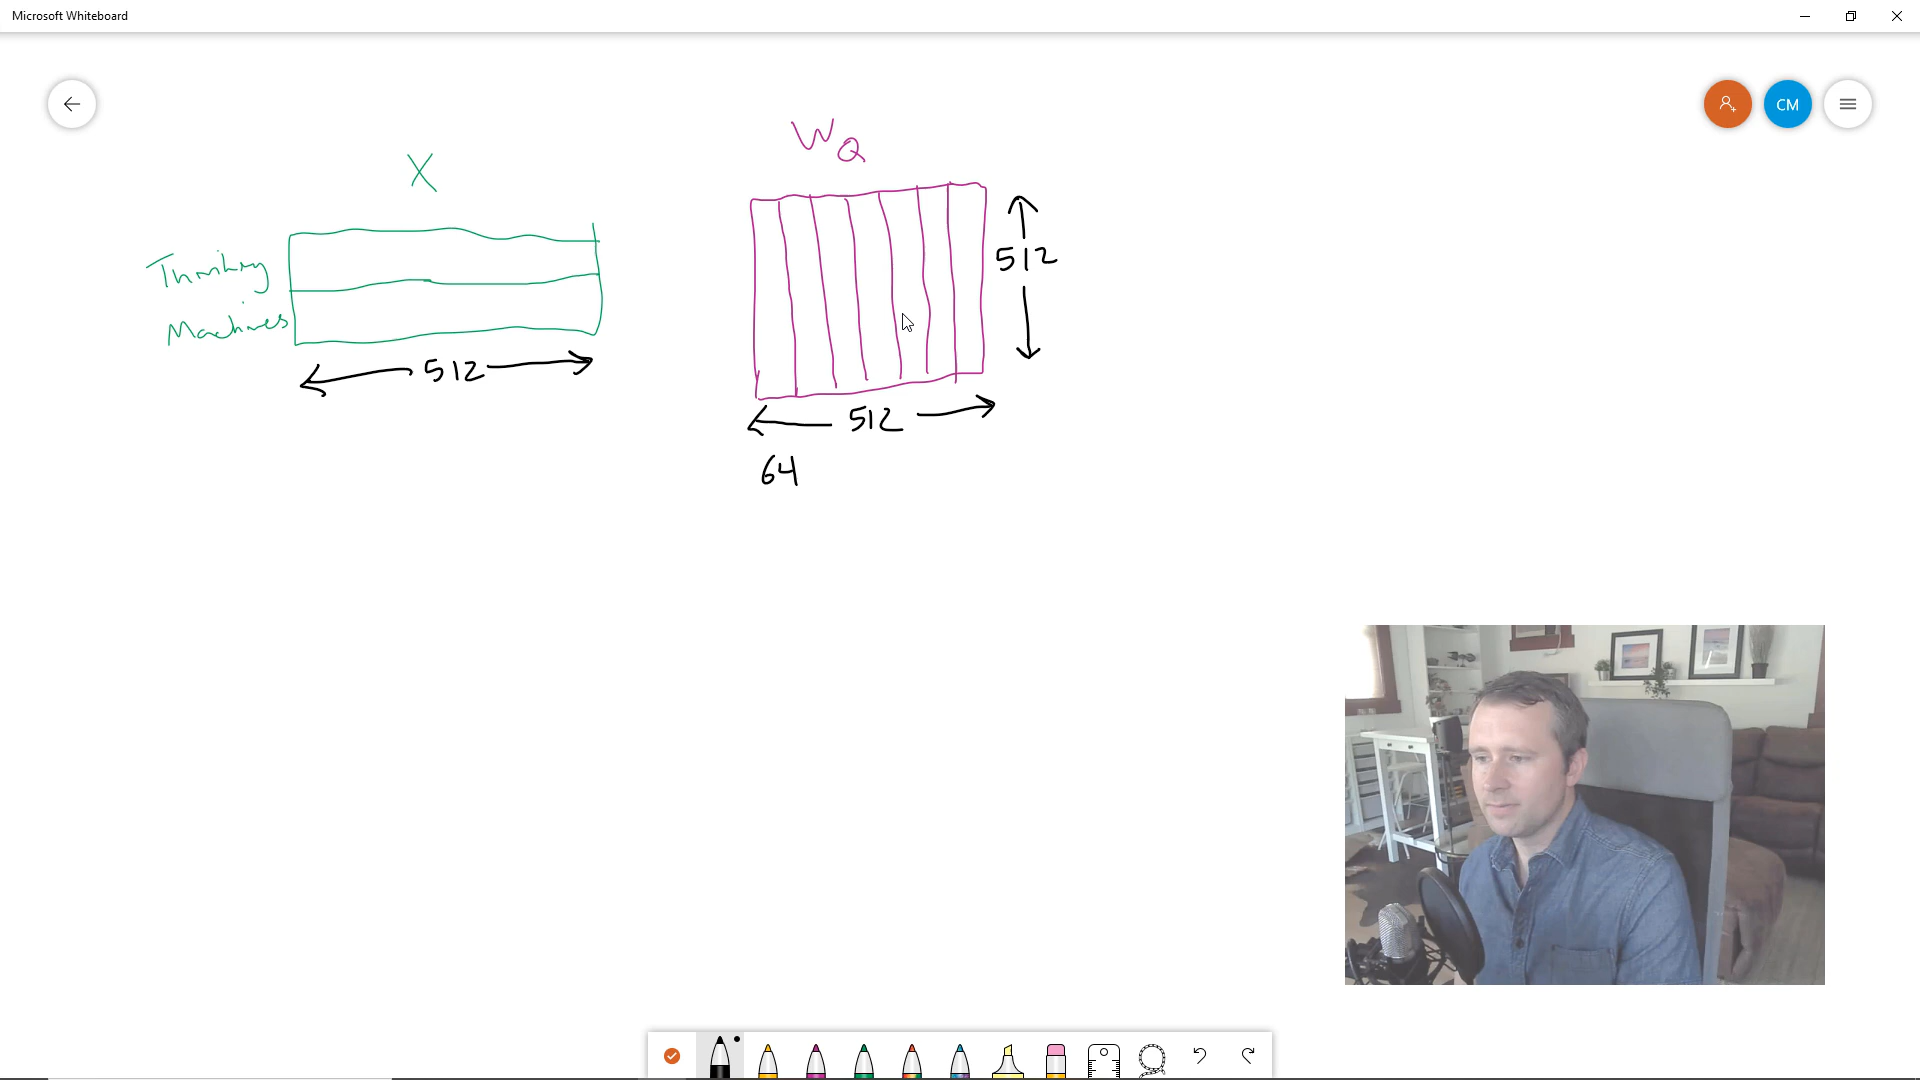 Microsoft Whiteboard
CM
X
WQ
Thinking
Machines
512
512
512
64